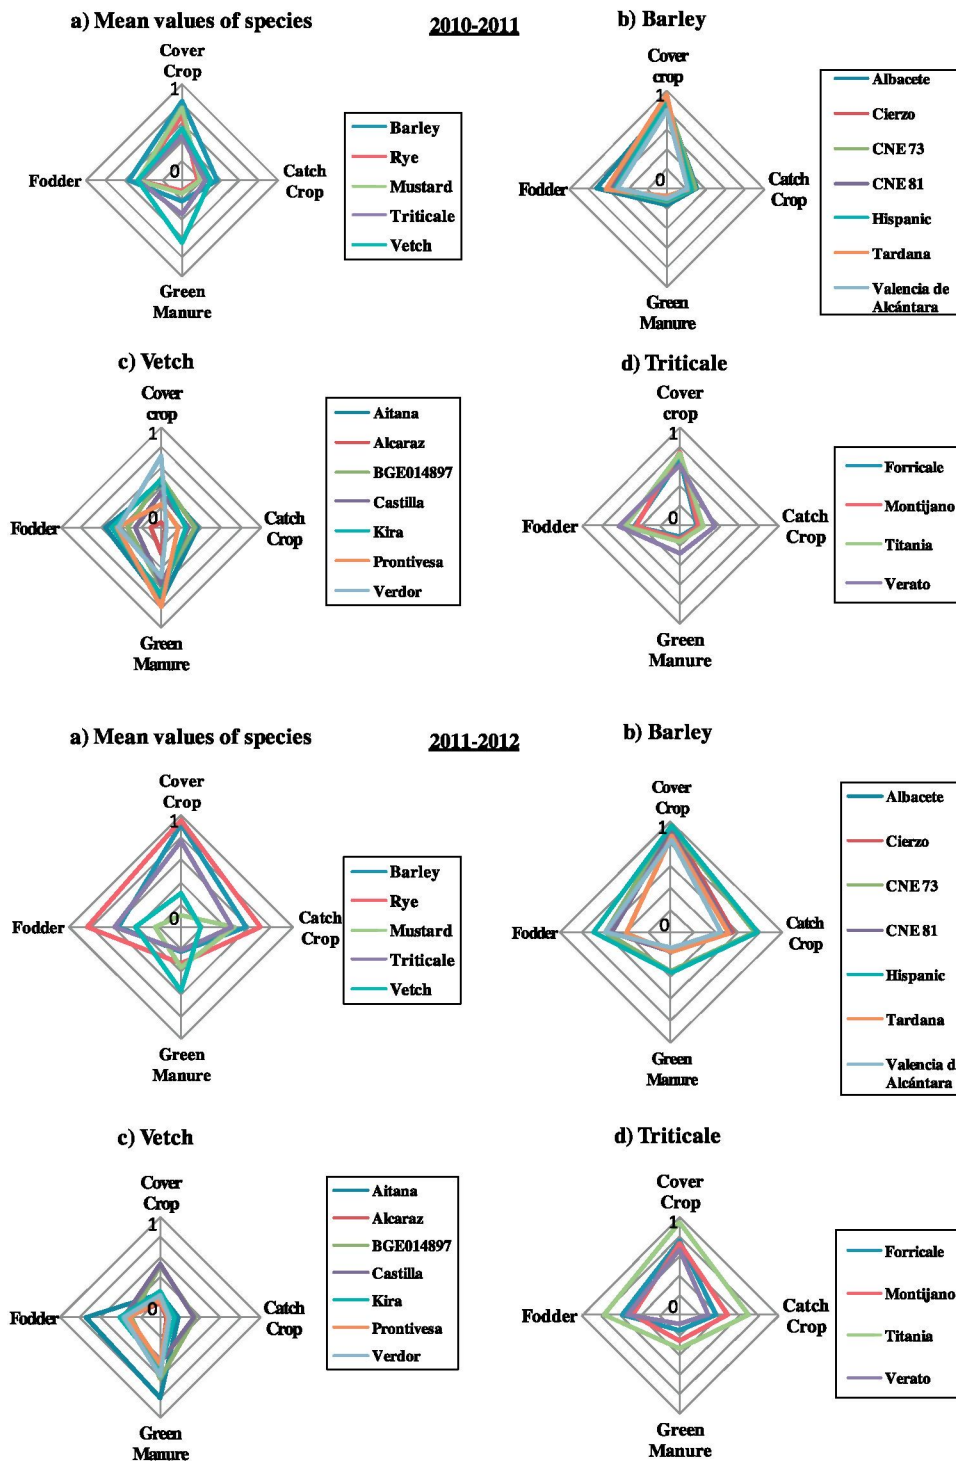 a) Mean values of species
2010-2011
b) Barley
Cover
Crop
1
0
Fodder
Catch
Crop
Green
Manure
Barley
Rye
Mustard
Triticale
Vetch
Cover
crop
1
0
Fodder
Catch
Crop
Green
Manure
Albacete
Cierzo
CNE 73
CNE 81
Hispanic
Tardana
Valencia de
Alcántara
c) Vetch
d) Triticale
Cover
crop
1
0
Fodder
Catch
Crop
Green
Manure
Aitana
Alcaraz
BGE014897
Castilla
Kira
Prontivesa
Verdor
Cover
crop
1
0
Fodder
Catch
Crop
Green
Manure
Forricale
Montijano
Titania
Verato
a) Mean values of species
2011-2012
b) Barley
Cover
Crop
1
0
Fodder
Catch
Crop
Green
Manure
Barley
Rye
Mustard
Triticale
Vetch
Cover
Crop
1
0
Fodder
Catch
Crop
Green
Manure
Albacete
Cierzo
CNE 73
CNE 81
Hispanic
Tardana
Valencia d
Alcántara
c) Vetch
d) Triticale
Cover
Crop
1
0
Fodder
Catch
Crop
Green
Manure
Aitana
Alcaraz
BGE014897
Castilla
Kira
Prontivesa
Verdor
Cover
Crop
1
0
Fodder
Catch
Crop
Green
Manure
Forricale
Montijano
Titania
Verato